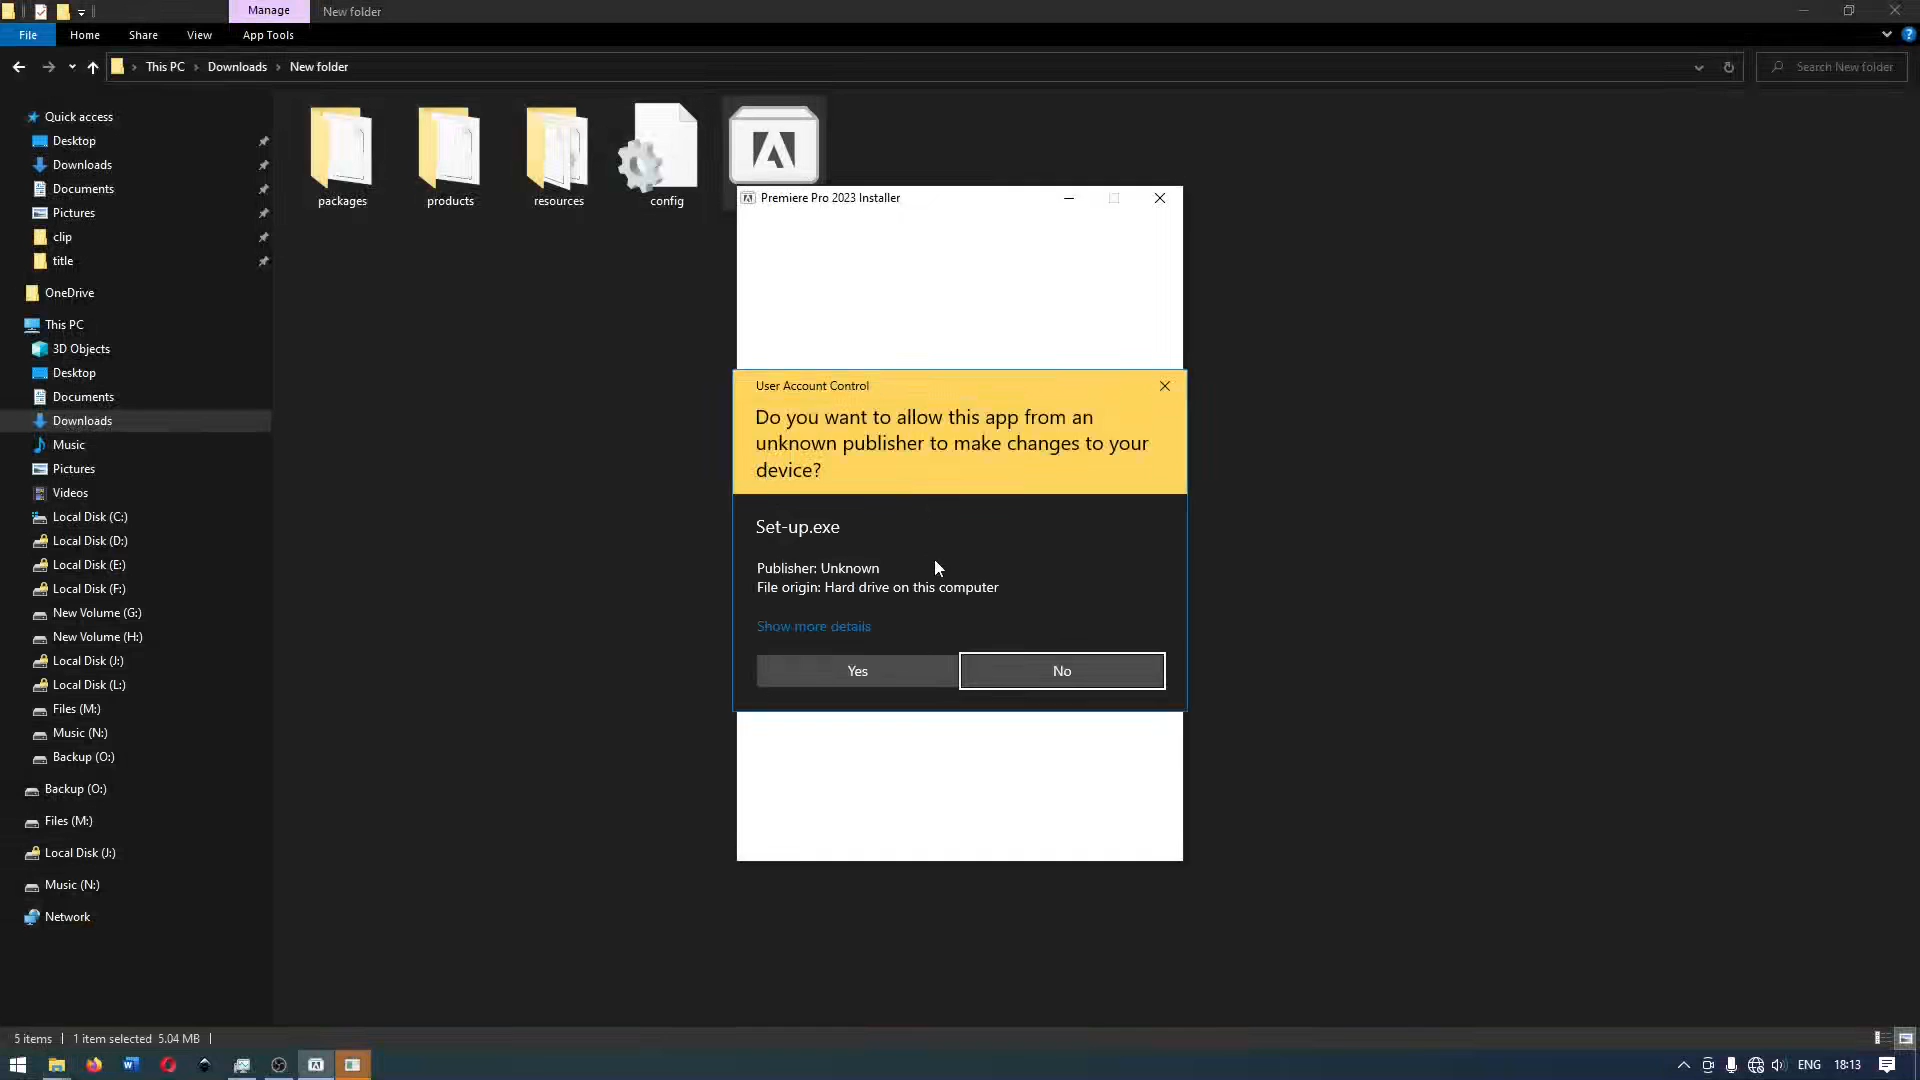 Manage
New folder
File
Home
Share
View
App Tools
This PC
Downloads
New folder
Search New folder
Quick access
Desktop
Downloads
Documents
Pictures
clip
title
OneDrive
This PC
3D Objects
Desktop
Documents
Downloads
Music
Pictures
Videos
Local Disk (C:)
Local Disk (D:)
Local Disk (E:)
Local Disk (F:)
New Volume (G:)
New Volume (H:)
Local Disk (J:)
Local Disk (L:)
Files (M:)
Music (N:)
Backup (O:)
Backup (O:)
Files (M:)
Local Disk (J:)
Music (N:)
Network
packages
products
resources
config
Premiere Pro 2023 Installer
User Account Control
Do you want to allow this app from an
unknown publisher to make changes to your
device?
Set-up.exe
Publisher: Unknown
File origin: Hard drive on this computer
Show more details
Yes
No
5 items
1 item selected 5.04 MB
ENG
18:13